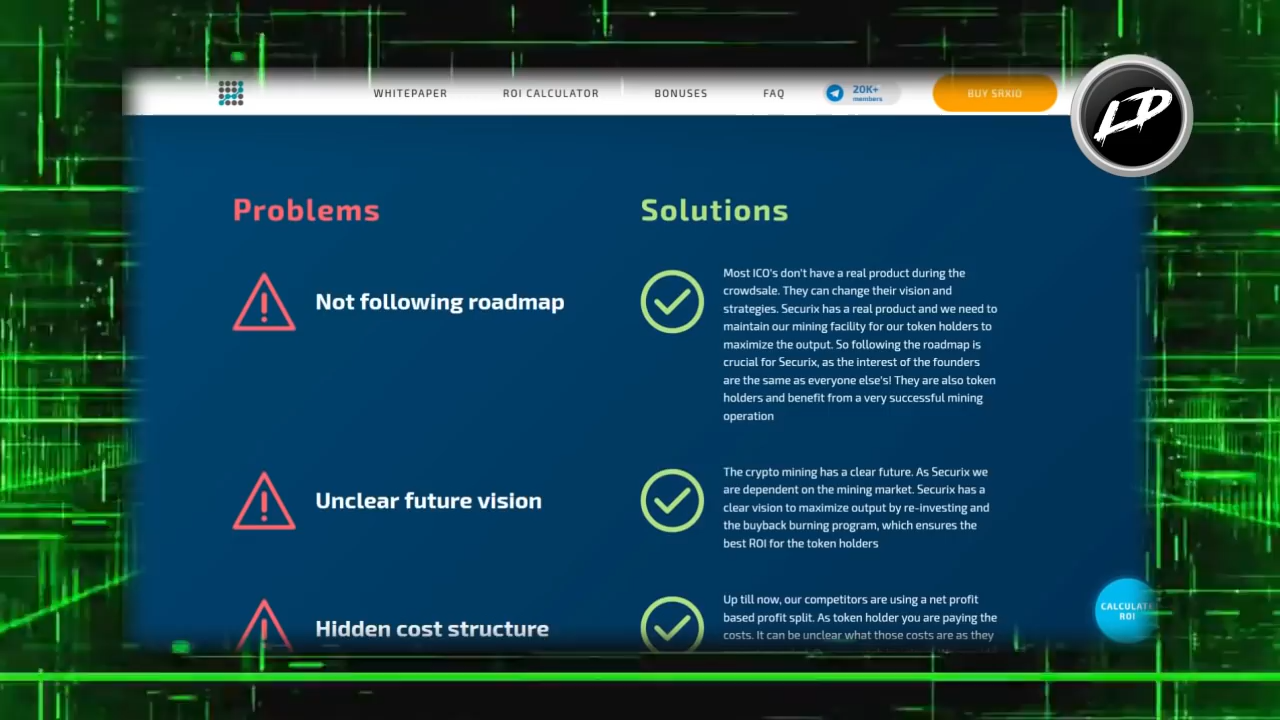 WHITEPAPER
ROI CALCULATOR
BONUSES
FAQ
20K+
members
BUY SRXIO
LD
Problems
Solutions
Not following roadmap
Most ICO's don't have a real product during the
crowdsale. They can change their vision and
strategies. Securix has a real product and we need to
maintain our mining facility for our token holders to
maximize the output. So following the roadmap is
crucial for Securix, as the interest of the founders
are the same as everyone else's! They are also token
holders and benefit from a very successful mining
operation
Unclear future vision
The crypto mining has a clear future. As Securix we
are dependent on the mining market. Securix has a
clear vision to maximize output by re-investing and
the buyback burning program, which ensures the
best ROI for the token holders
Hidden cost structure
Up till now, our competitors are using a net profit
based profit split. As token holder you are paying the
costs. It can be unclear what those costs are as they
CALCULATE
ROI